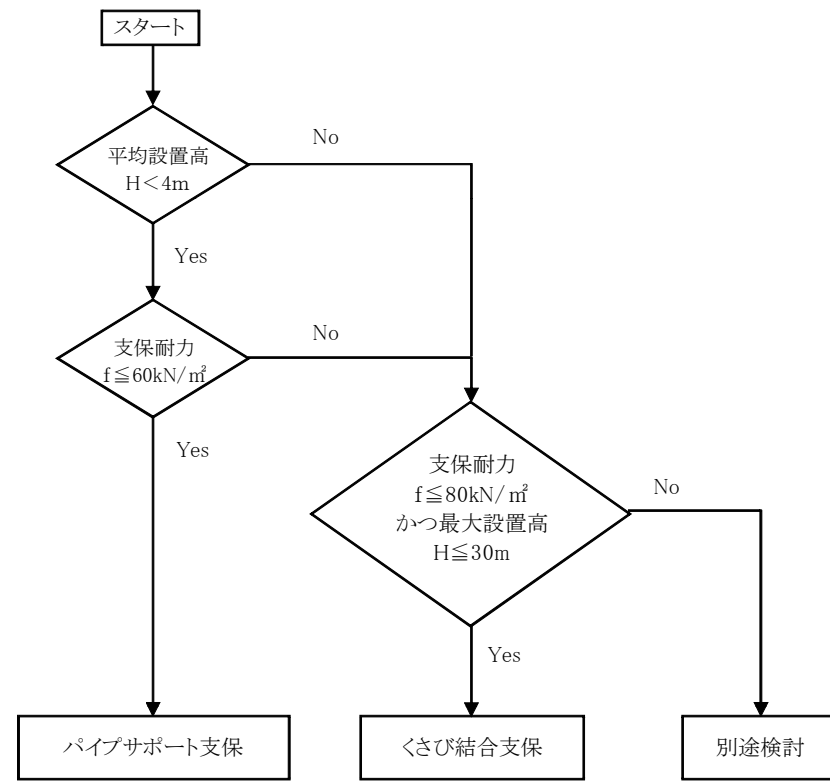 スタート
平均設置高
H＜4m
No
Yes
支保耐力
f≦60kN/㎡
No
Yes
支保耐力
f≦80kN/㎡
かつ最大設置高
H≦30m
No
Yes
パイプサポート支保
くさび結合支保
別途検討